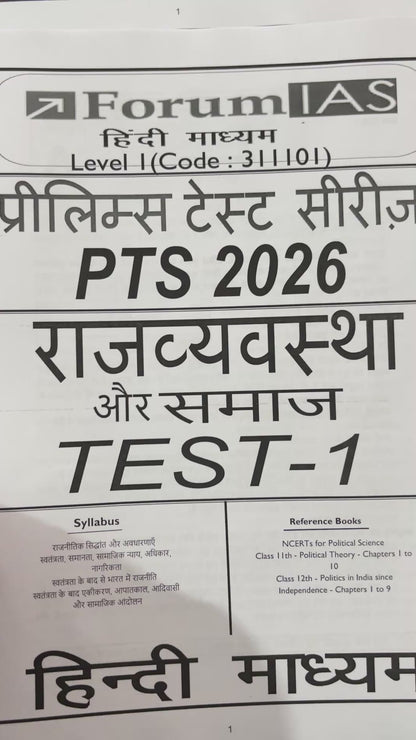 1
ForumIAS
हिंदी माध्यम
Level 1(Code : 311101)
प्रीलिम्स टेस्ट सीरीज़
PTS 2026
राजव्यवस्था
और समाज
TEST-1
Syllabus
राजनीतिक सिद्धांत और अवधारणाएँ
स्वतंत्रता, समानता, सामाजिक न्याय, अधिकार,
नागरिकता
स्वतंत्रता के बाद से भारत में राजनीति
स्वतंत्रता के बाद एकीकरण, आपातकाल, आदिवासी
और सामाजिक आंदोलन
Reference Books
NCERTs for Political Science
Class 11th - Political Theory - Chapters 1 to
10
Class 12th - Politics in India since
Independence - Chapters 1 to 9
हिन्दी माध्यम
1